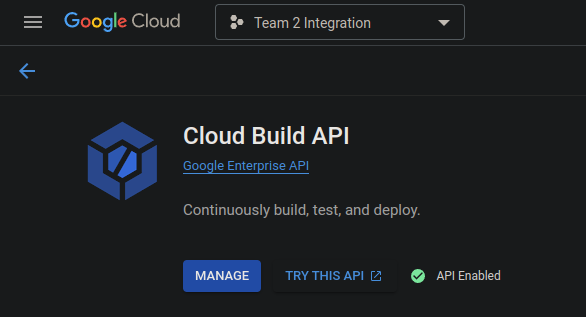 Google Cloud
Team 2 Integration
Cloud Build API
Google Enterprise API
Continuously build, test, and deploy.
MANAGE
TRY THIS API
API Enabled